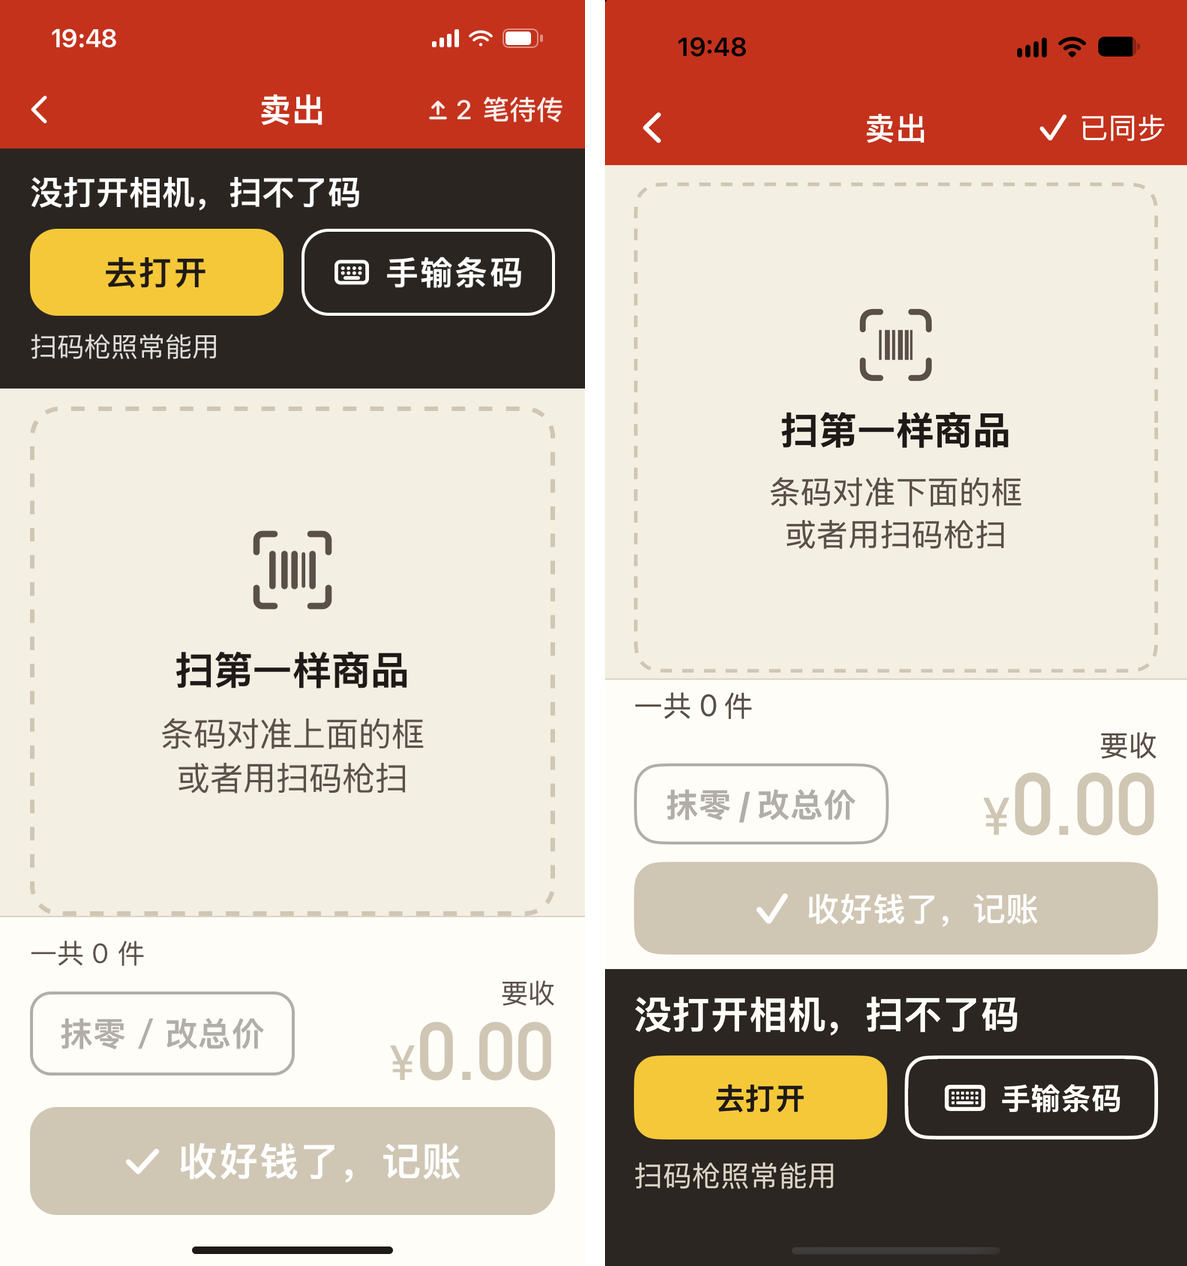 19:48
卖出
2 笔待传
没打开相机，扫不了码
去打开
手输条码
扫码枪照常能用
扫第一样商品
条码对准上面的框
或者用扫码枪扫
一共 0 件
要收
抹零 / 改总价
¥0.00
收好钱了，记账
19:48
卖出
已同步
扫第一样商品
条码对准下面的框
或者用扫码枪扫
一共 0 件
要收
抹零 / 改总价
¥0.00
收好钱了，记账
没打开相机，扫不了码
去打开
手输条码
扫码枪照常能用